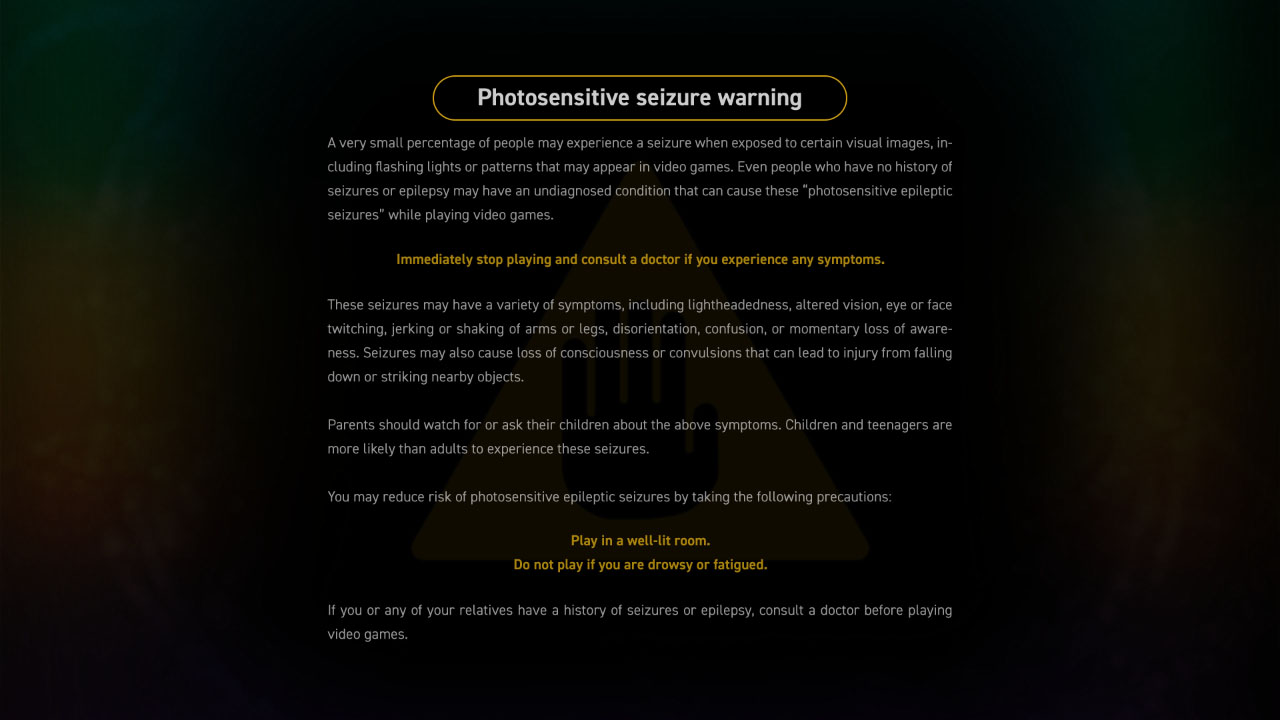 Photosensitive seizure warning
A very small percentage of people may experience a seizure when exposed to certain visual images, in-
cluding flashing lights or patterns that may appear in video games. Even people who have no history of
seizures or epilepsy may have an undiagnosed condition that can cause these “photosensitive epileptic
seizures” while playing video games.
Immediately stop playing and consult a doctor if you experience any symptoms.
These seizures may have a variety of symptoms, including lightheadedness, altered vision, eye or face
twitching, jerking or shaking of arms or legs, disorientation, confusion, or momentary loss of aware-
ness. Seizures may also cause loss of consciousness or convulsions that can lead to injury from falling
down or striking nearby objects.
Parents should watch for or ask their children about the above symptoms. Children and teenagers are
more likely than adults to experience these seizures.
You may reduce risk of photosensitive epileptic seizures by taking the following precautions:
Play in a well-lit room.
Do not play if you are drowsy or fatigued.
If you or any of your relatives have a history of seizures or epilepsy, consult a doctor before playing
video games.